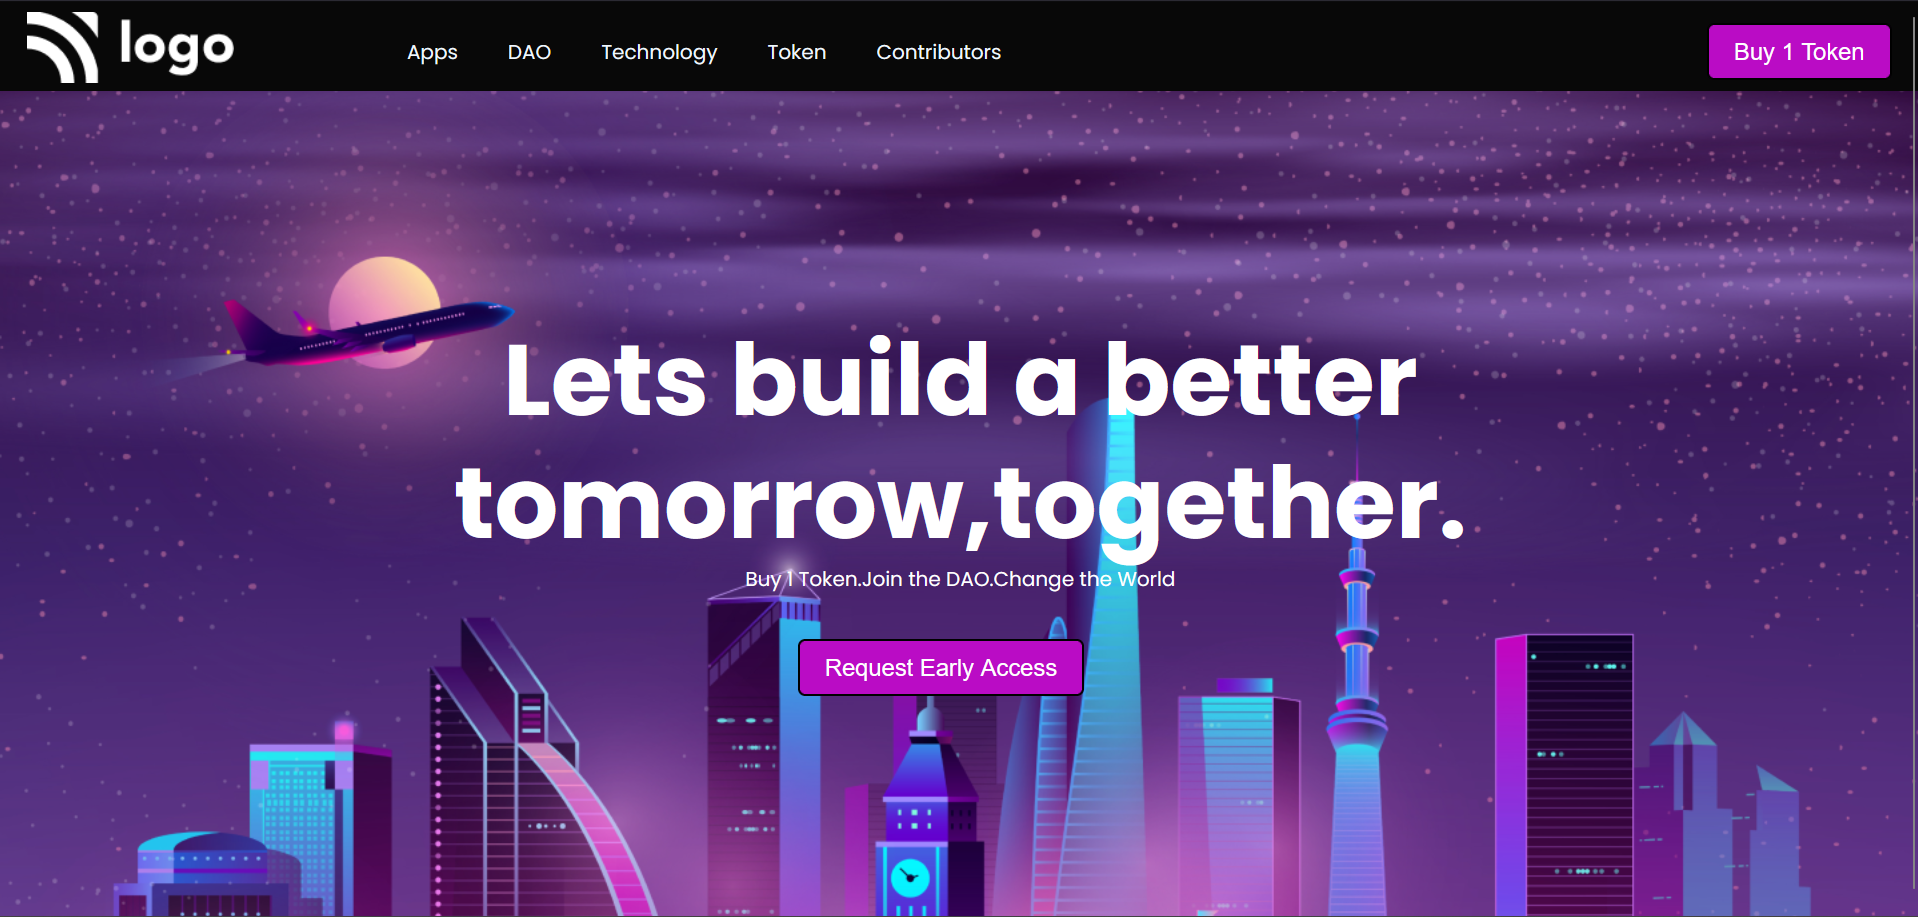 logo
Apps
DAO
Technology
Token
Contributors
Buy 1 Token
Lets build a better
tomorrow,together.
Buy 1 Token.Join the DAO.Change the World
Request Early Access